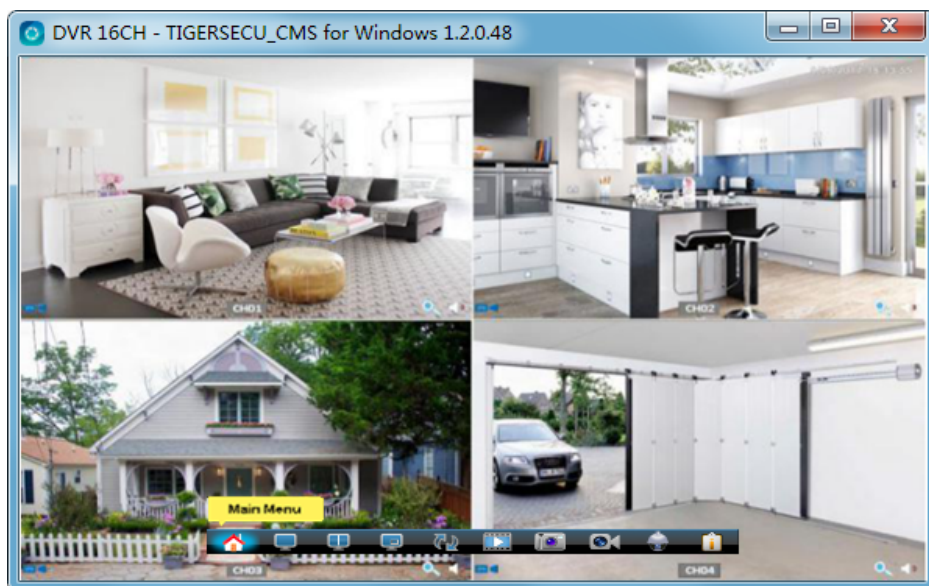 DVR 16CH - TIGERSECU_CMS for Windows 1.2.0.48
CH01
CH02
Main Menu
CH03
CH04